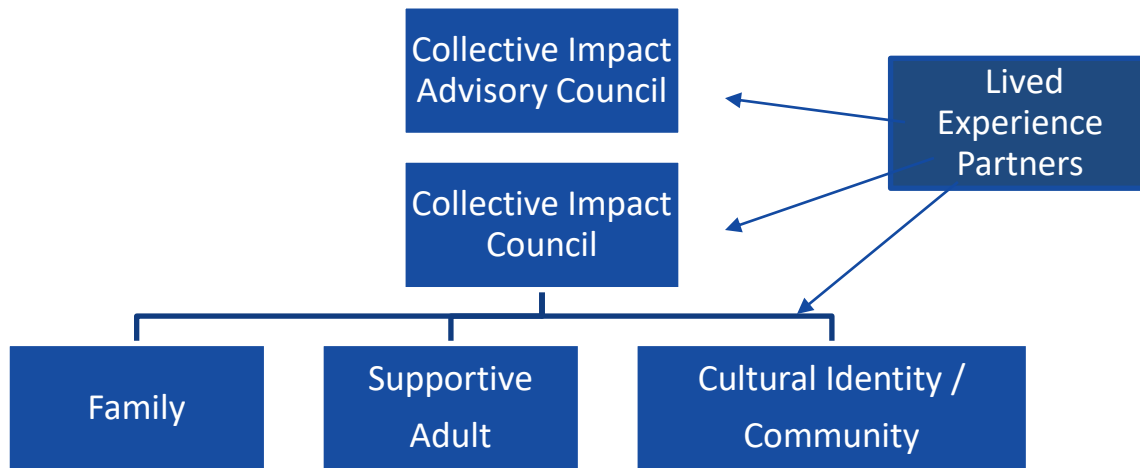 Collective Impact
Advisory Council
Lived
Experience
Partners
Collective Impact
Council
Family
Supportive
Adult
Cultural Identity /
Community